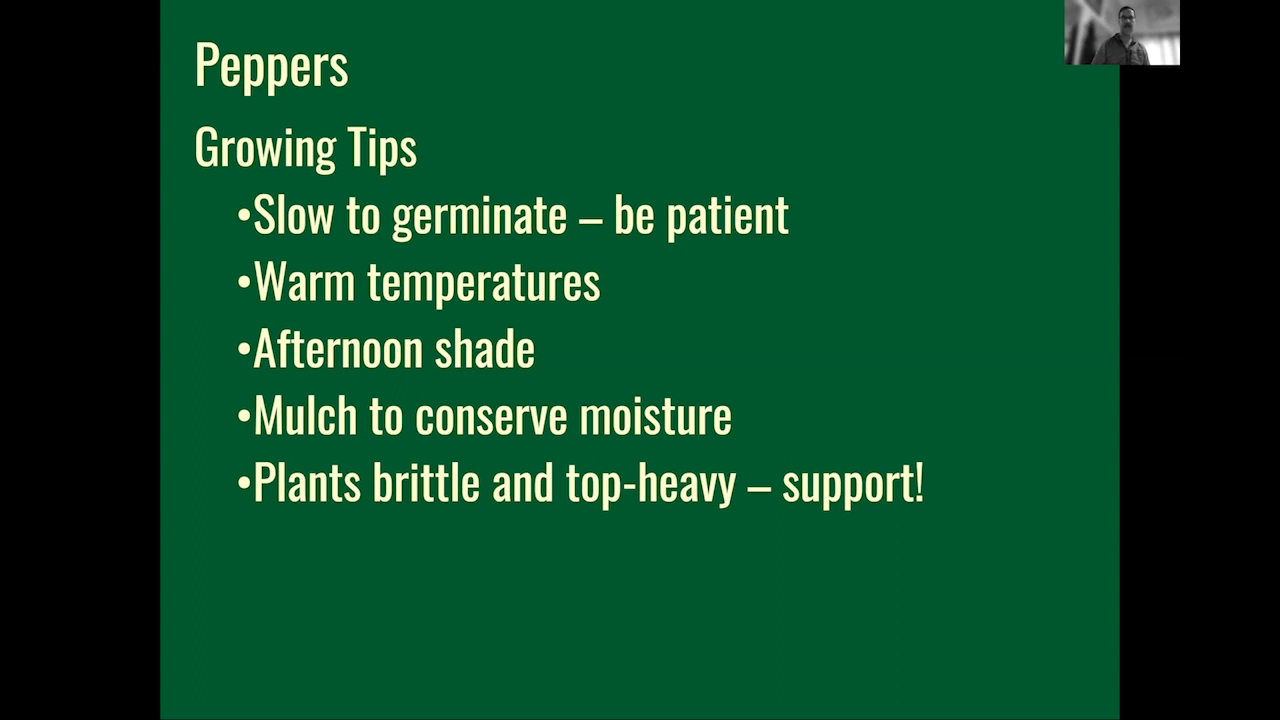 Peppers
Growing Tips
•Slow to germinate – be patient
•Warm temperatures
•Afternoon shade
•Mulch to conserve moisture
•Plants brittle and top-heavy – support!